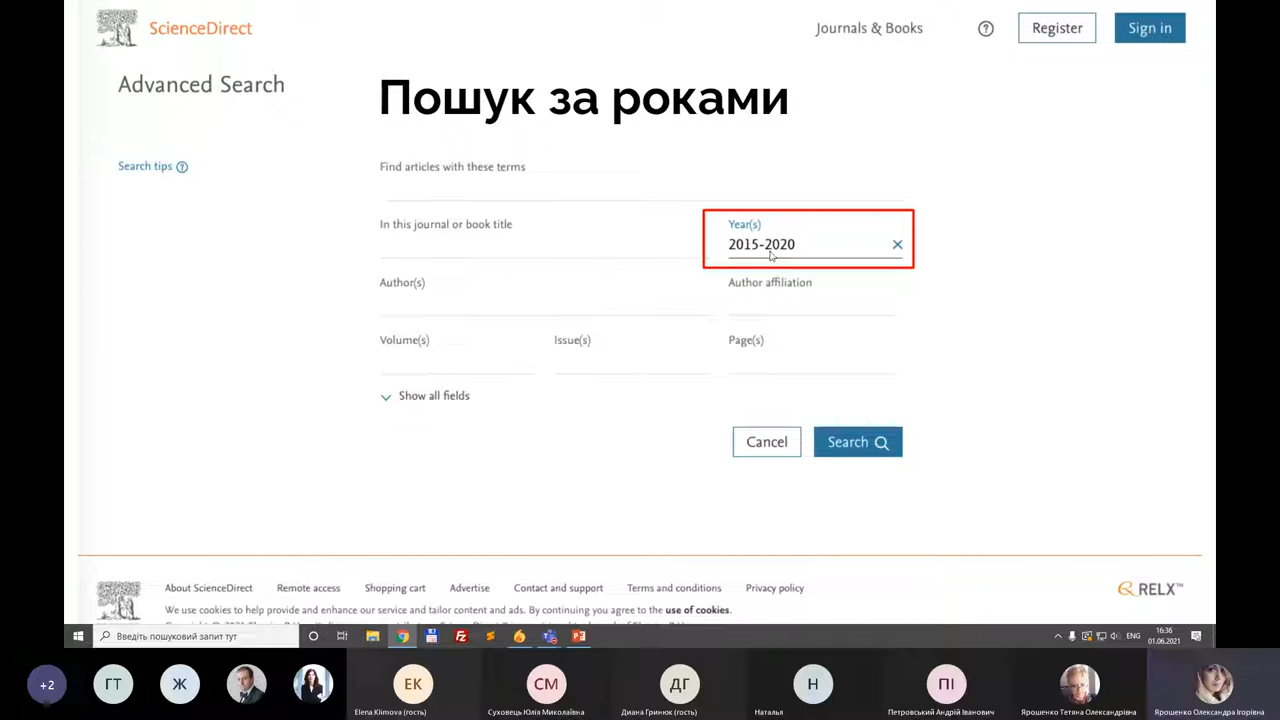 ScienceDirect
Journals & Books
?
Register
Sign in
Advanced Search
Пошук за роками
Search tips ?
Find articles with these terms
In this journal or book title
Year(s)
2015-2020
Author(s)
Author affiliation
Volume(s)
Issue(s)
Page(s)
Show all fields
Cancel
Search
About ScienceDirect
Remote access
Shopping cart
Advertise
Contact and support
Terms and conditions
Privacy policy
RELX™
We use cookies to help provide and enhance our service and tailor content and ads. By continuing you agree to the use of cookies.
Введіть пошуковий запит тут
ENG
16:36
01.06.2021
+2
ГТ
Ж
ЕК
СМ
ДГ
Н
ПІ
Elena Klimova (гость)
Суховець Юлія Миколаївна
Диана Гринюк (гость)
Наталья
Петровський Андрій Іванович
Ярошенко Тетяна Олександрівна
Ярошенко Олександра Ігорівна